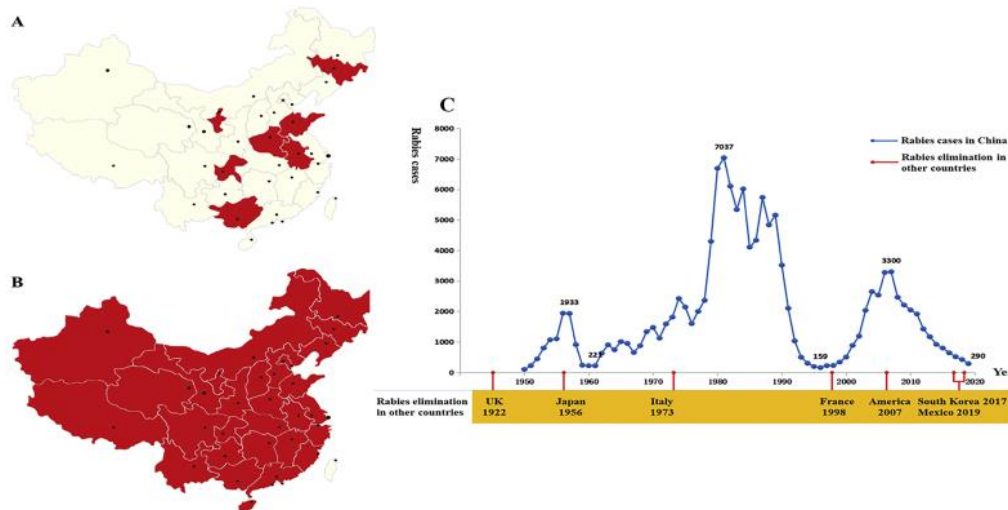 A
B
C
Rabies cases
8000
7000
6000
5000
4000
3000
2000
1000
0
7037
1933
221
159
3300
290
Rabies cases in China
Rabies elimination in
other countries
1950 1960 1970 1980 1990 2000 2010 2020
Ye
Rabies elimination
in other countries
UK
1922
Japan
1956
Italy
1973
France
1998
America
2007
South Korea 2017
Mexico 2019